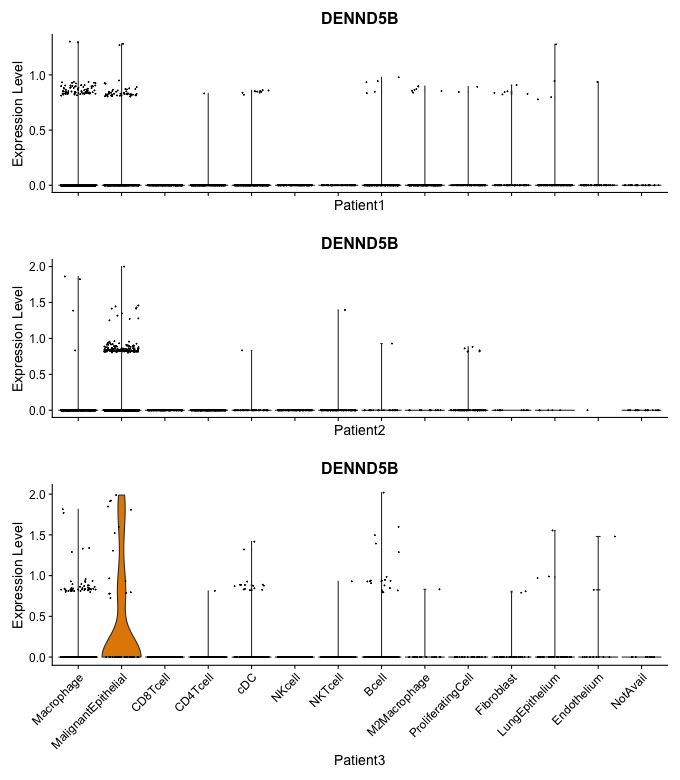 DENND5B
Expression Level
1.0
0.5
0.0
Patient1
DENND5B
Expression Level
2.0
1.5
1.0
0.5
0.0
Patient2
DENND5B
Expression Level
2.0
1.5
1.0
0.5
0.0
Macrophage
MalignantEpithelial
CD8Tcell
CD4Tcell
cDC
NKcell
NKTcell
Bcell
M2Macrophage
ProliferatingCell
Fibroblast
LungEpithelium
Endothelium
NotAvail
Patient3